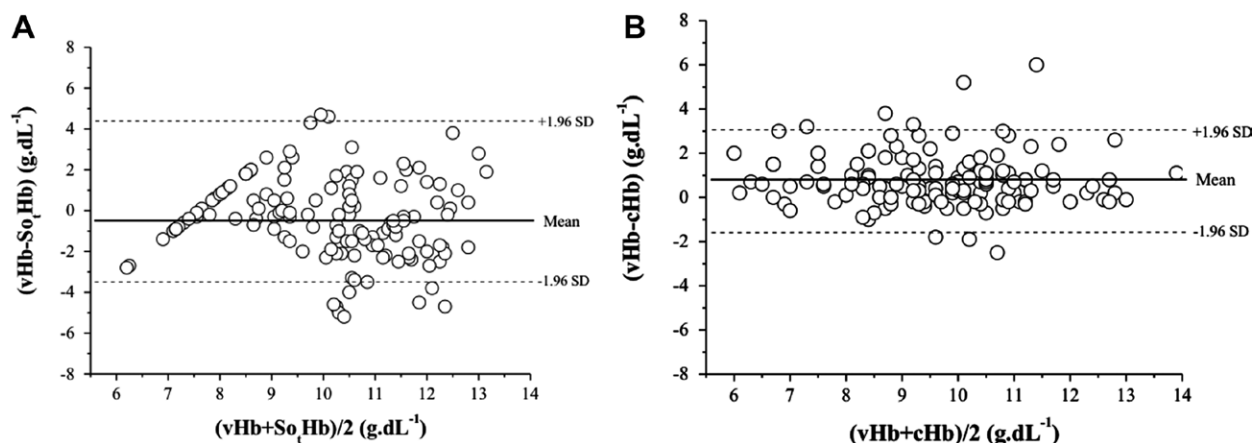 A
8
6
4
2
0
-2
-4
-6
-8
(vHb-SotHb) (g.dL-1)
+1.96 SD
Mean
-1.96 SD
6 7 8 9 10 11 12 13 14
(vHb+SotHb)/2 (g.dL-1)
B
8
6
4
2
0
-2
-4
-6
-8
(vHb-cHb) (g.dL-1)
+1.96 SD
Mean
-1.96 SD
6 7 8 9 10 11 12 13 14
(vHb+cHb)/2 (g.dL-1)